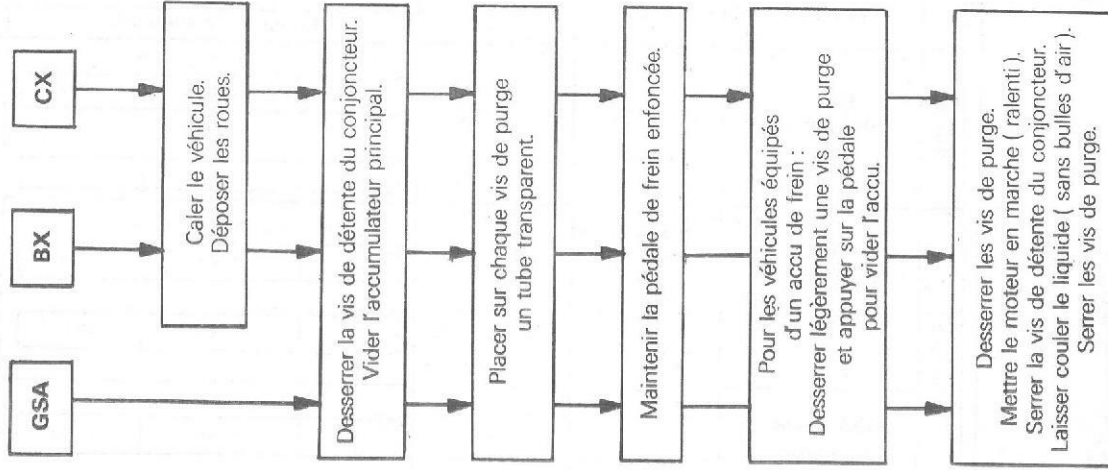 GSA
BX
CX
Caler le véhicule.
Déposer les roues.
Desserrer la vis de détente du conjoncteur.
Vider l'accumulateur principal.
Placer sur chaque vis de purge
un tube transparent.
Maintenir la pédale de frein enfoncée.
Pour les véhicules équipés
d'un accu de frein :
Desserrer légèrement une vis de purge
et appuyer sur la pédale
pour vider l'accu.
Desserrer les vis de purge.
Mettre le moteur en marche ( ralenti ).
Serrer la vis de détente du conjoncteur.
Laisser couler le liquide ( sans bulles d'air ).
Serrer les vis de purge.